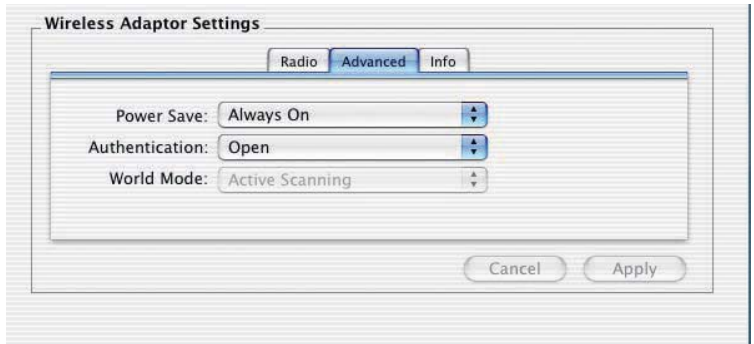 Wireless Adaptor Settings
Radio Advanced Info
Power Save: Always On
Authentication: Open
World Mode: Active Scanning
Cancel Apply